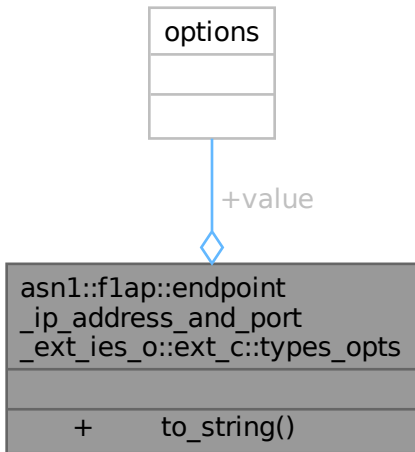 options
+value
asn1::f1ap::endpoint
_ip_address_and_port
_ext_ies_o::ext_c::types_opts
+ to_string()